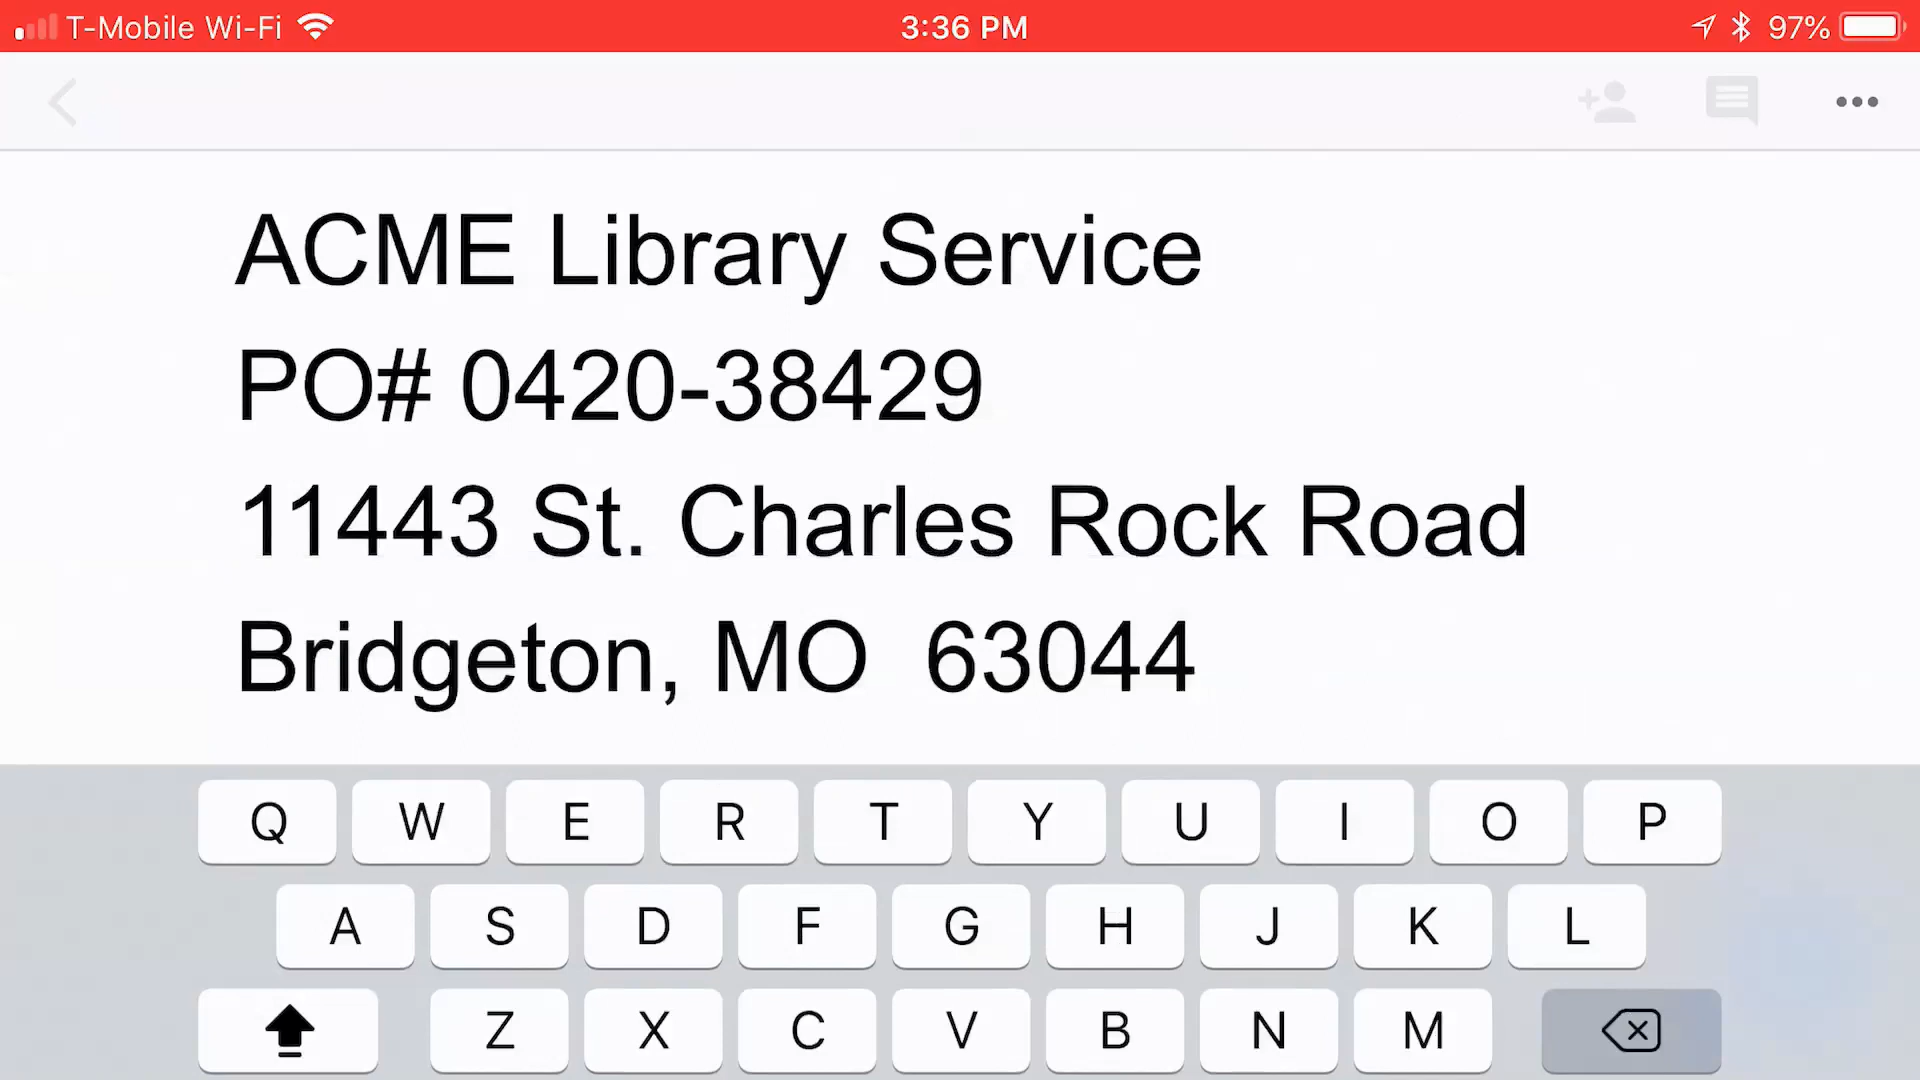 T-Mobile Wi-Fi 3:36 PM 97%
ACME Library Service
PO# 0420-38429
11443 St. Charles Rock Road
Bridgeton, MO  63044
Q W E R T Y U I O P
A S D F G H J K L
Z X C V B N M